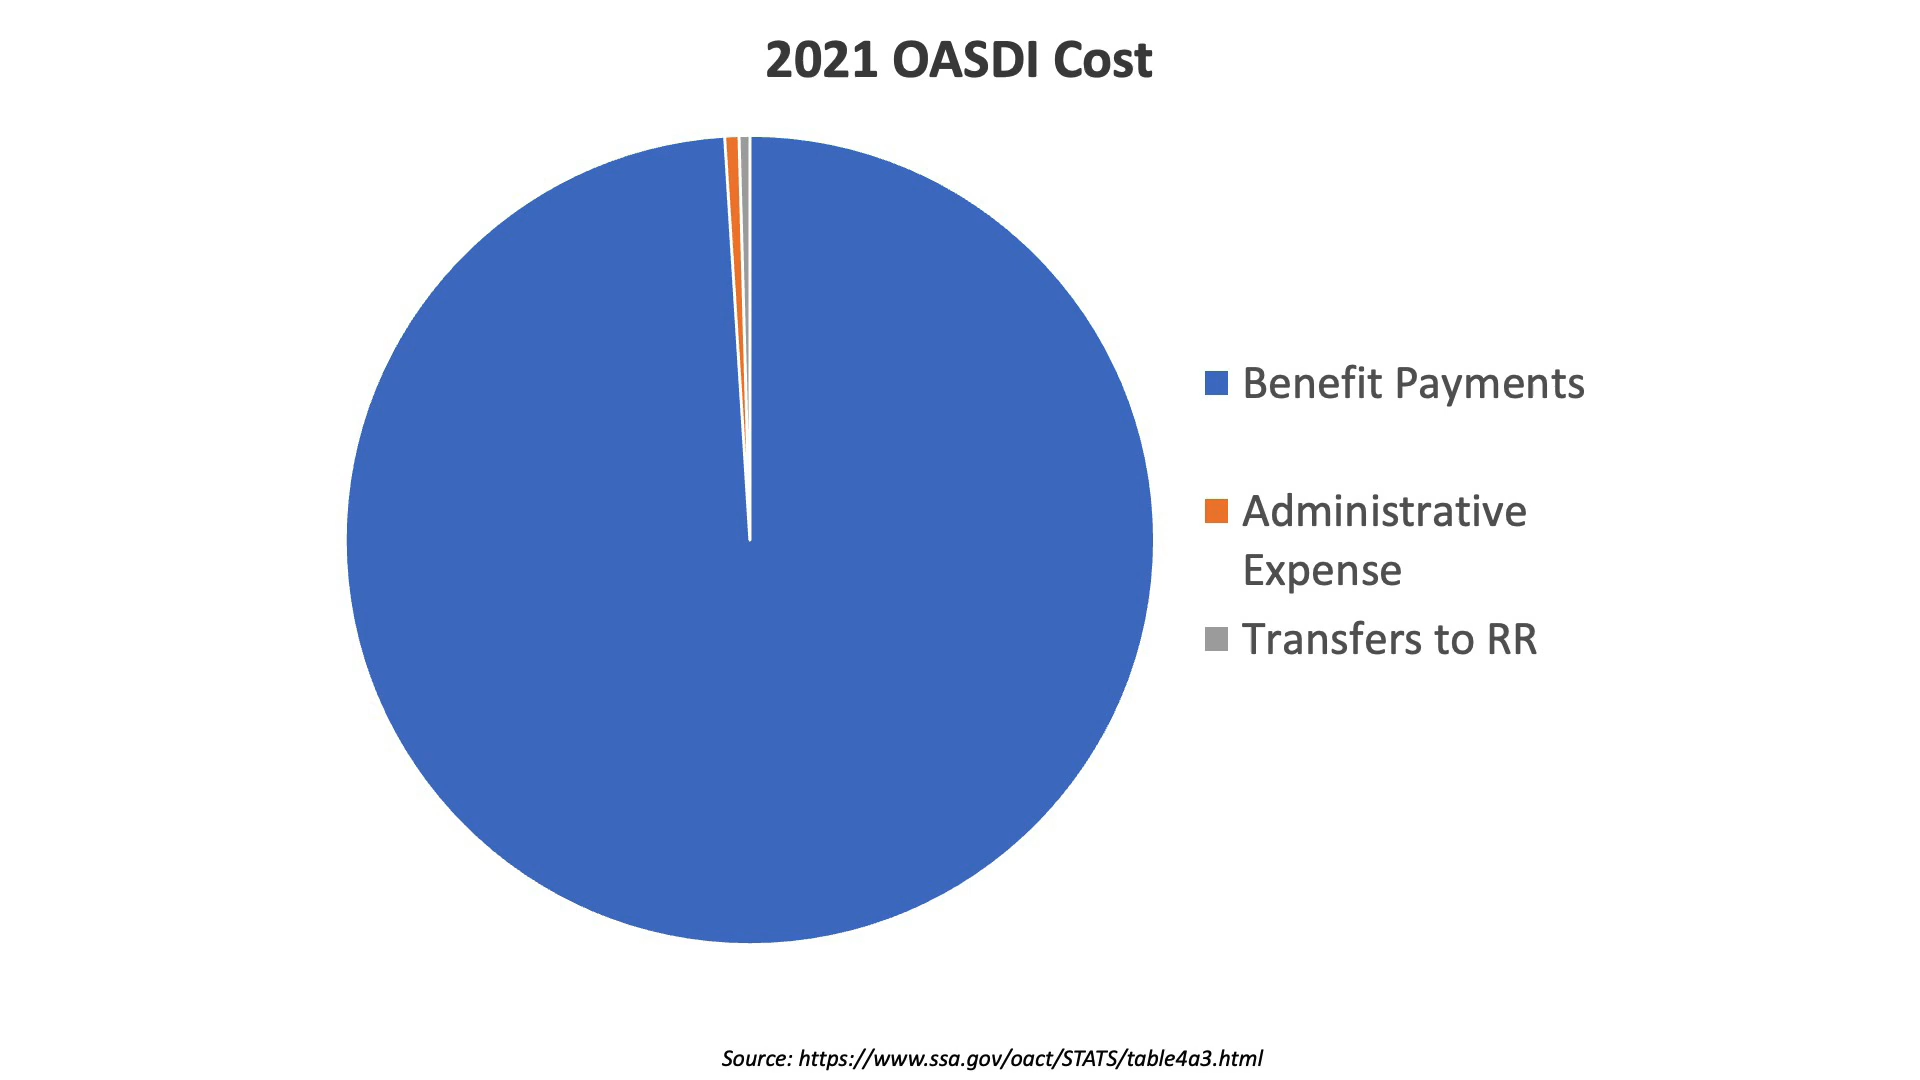 2021 OASDI Cost
Benefit Payments
Administrative
Expense
Transfers to RR
Source: https://www.ssa.gov/oact/STATS/table4a3.html